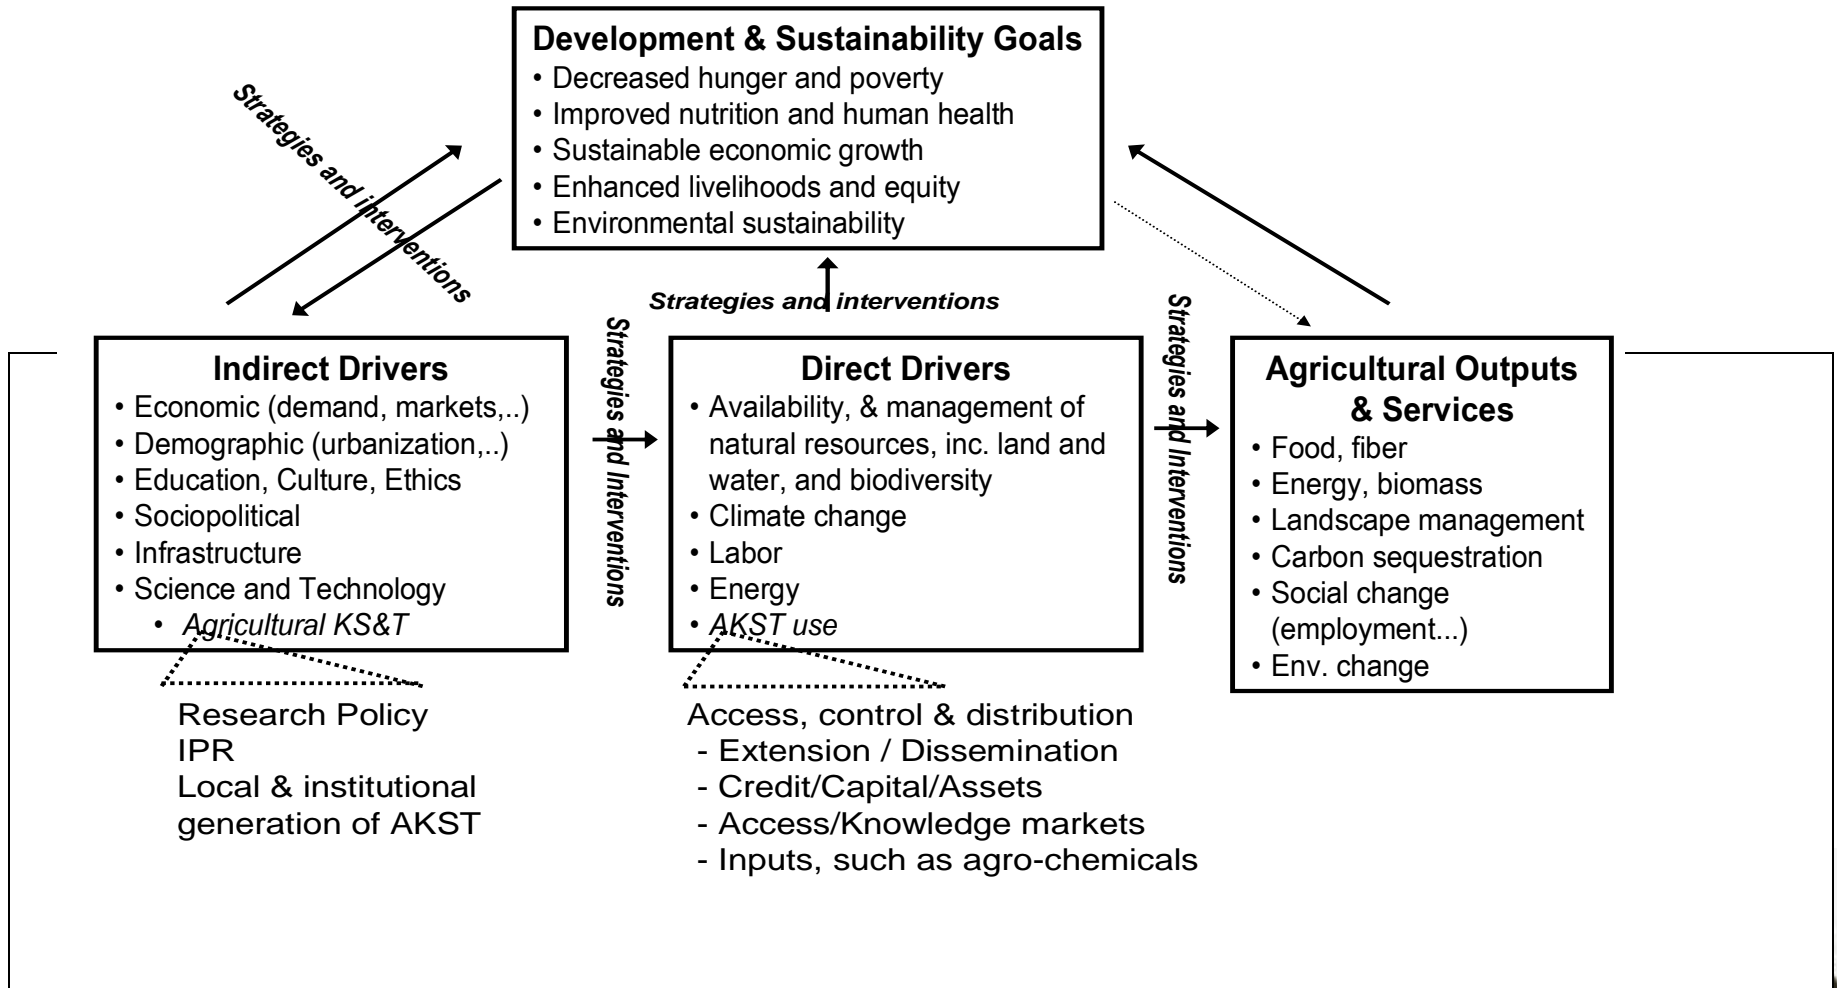 Development & Sustainability Goals
• Decreased hunger and poverty
• Improved nutrition and human health
• Sustainable economic growth
• Enhanced livelihoods and equity
• Environmental sustainability
Strategies and interventions
Strategies and interventions
Indirect Drivers
• Economic (demand, markets,..)
• Demographic (urbanization,..)
• Education, Culture, Ethics
• Sociopolitical
• Infrastructure
• Science and Technology
• Agricultural KS&T
Research Policy
IPR
Local & institutional
generation of AKST
Strategies and Interventions
Direct Drivers
• Availability, & management of
natural resources, inc. land and
water, and biodiversity
• Climate change
• Labor
• Energy
• AKST use
Access, control & distribution
- Extension / Dissemination
- Credit/Capital/Assets
- Access/Knowledge markets
- Inputs, such as agro-chemicals
Strategies and Interventions
Agricultural Outputs
& Services
• Food, fiber
• Energy, biomass
• Landscape management
• Carbon sequestration
• Social change
(employment...)
• Env. change